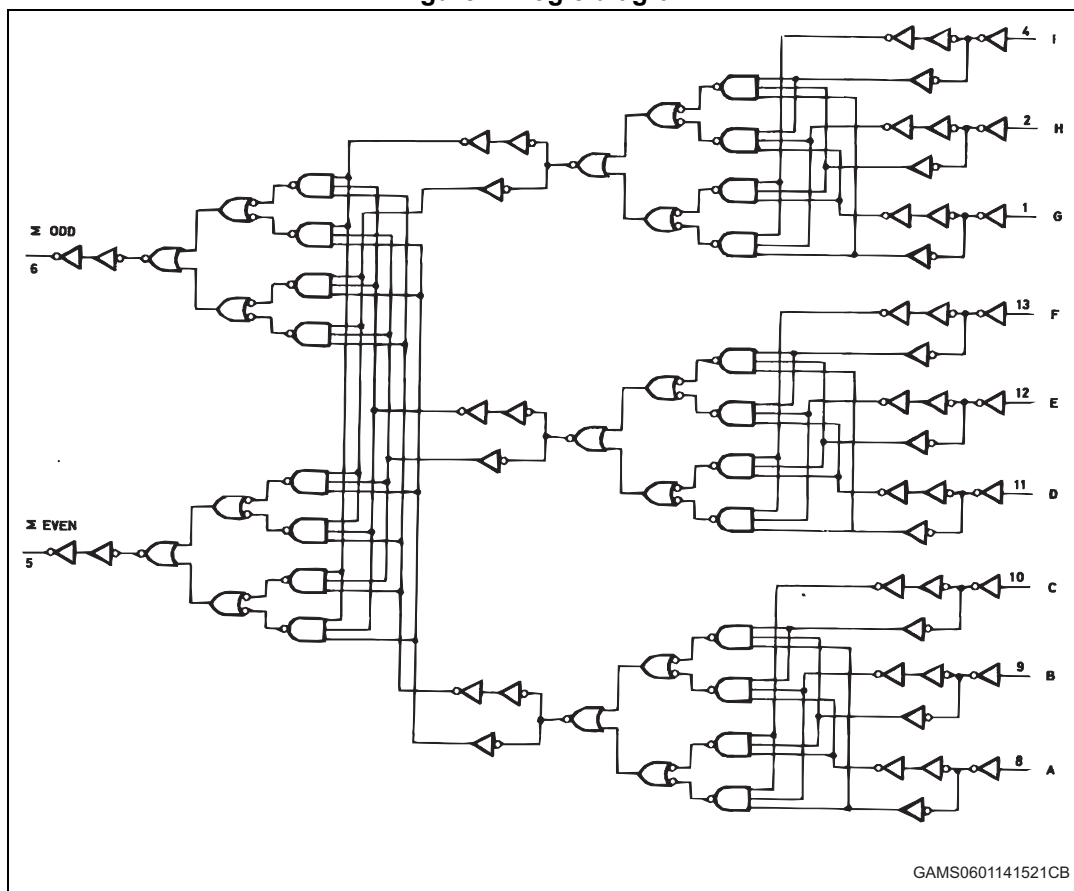 4 I
2 H
1 G
Σ ODD
6
13 F
12 E
11 D
Σ EVEN
5
10 C
9 B
8 A
GAMS0601141521CB